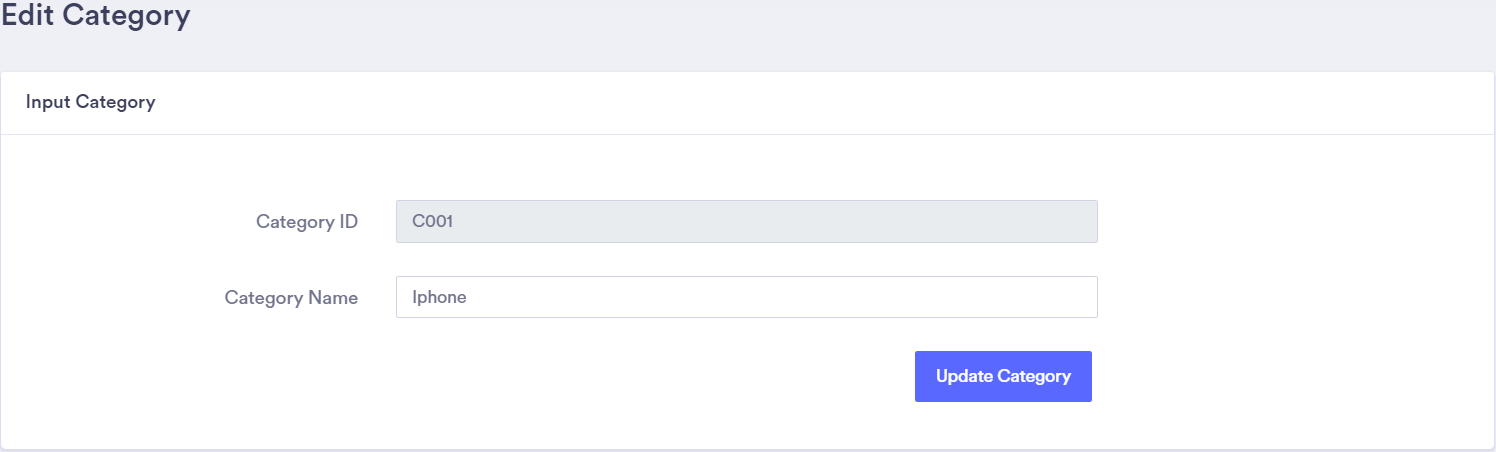 Edit Category
Input Category
Category ID
C001
Category Name
Iphone
Update Category